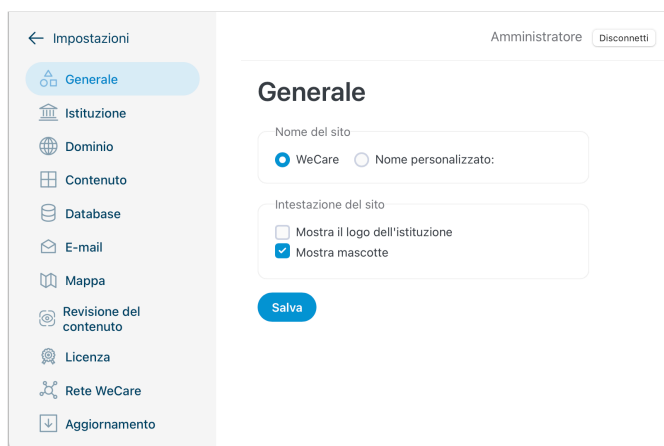 Impostazioni
Generale
Istituzione
Dominio
Contenuto
Database
E-mail
Mappa
Revisione del
contenuto
Licenza
Rete WeCare
Aggiornamento
Amministratore Disconnetti
Generale
Nome del sito
WeCare Nome personalizzato:
Intestazione del sito
Mostra il logo dell'istituzione
Mostra mascotte
Salva